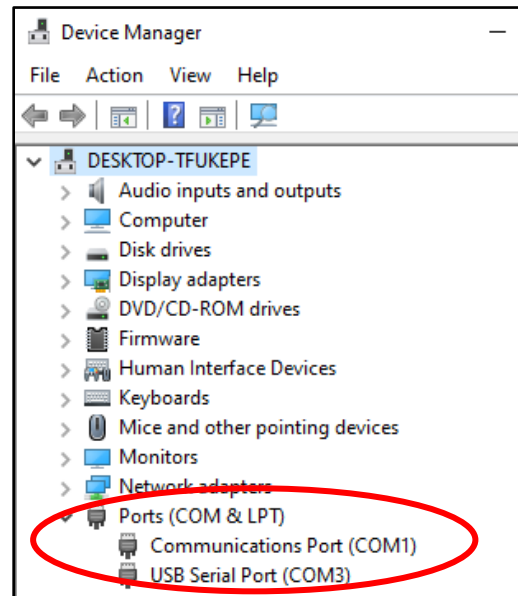 Device Manager
File Action View Help
DESKTOP-TFUKEPE
Audio inputs and outputs
Computer
Disk drives
Display adapters
DVD/CD-ROM drives
Firmware
Human Interface Devices
Keyboards
Mice and other pointing devices
Monitors
Network adapters
Ports (COM & LPT)
Communications Port (COM1)
USB Serial Port (COM3)